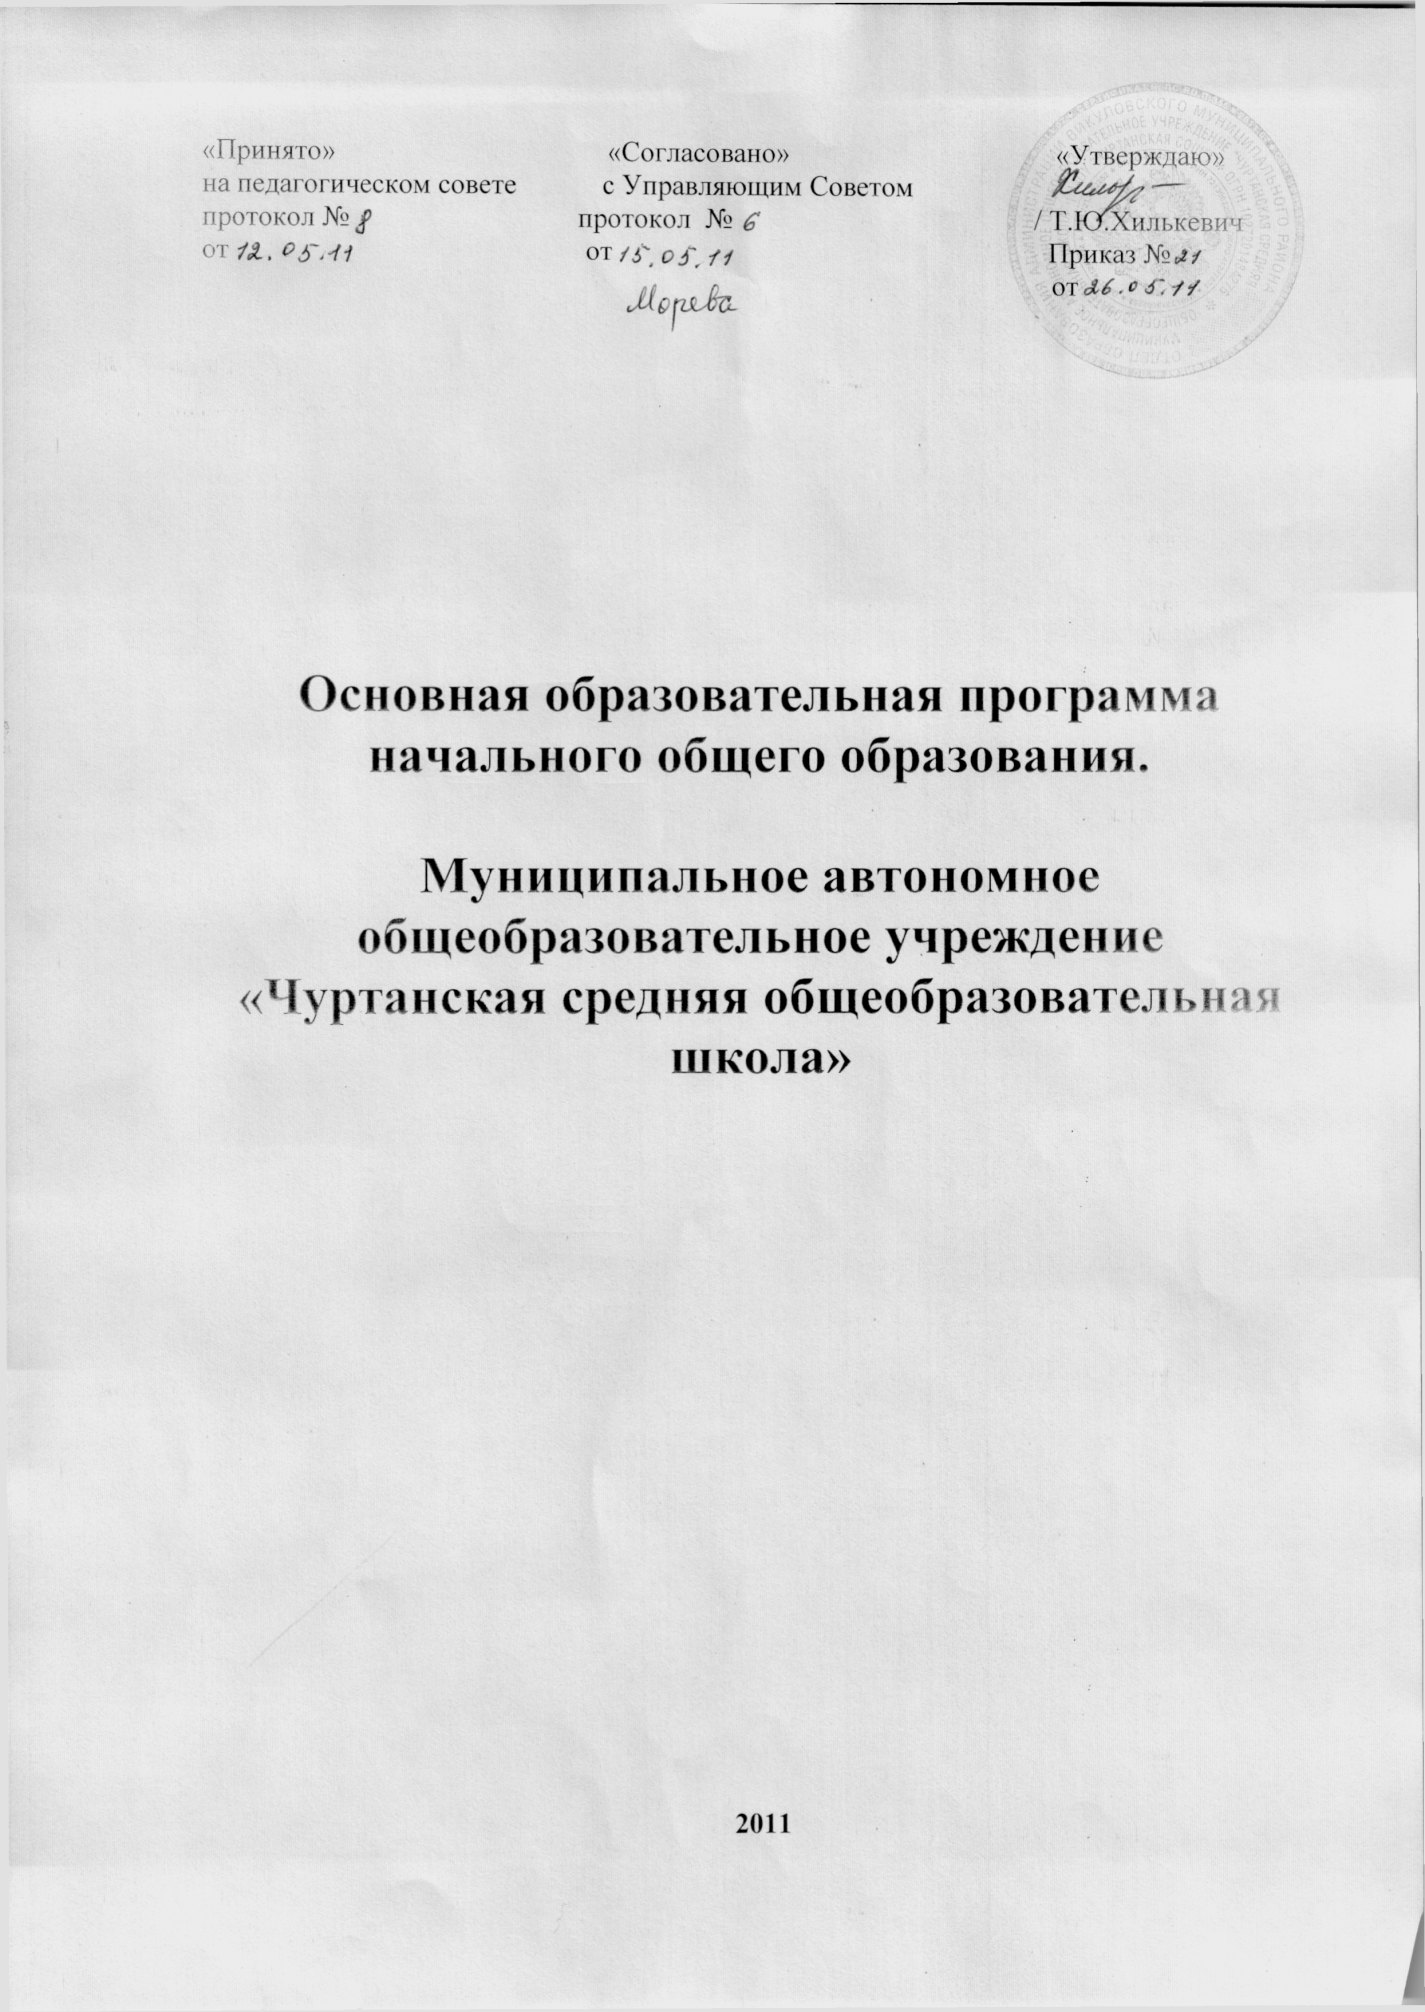 «Принято»
на педагогическом совете
протокол № 8
от 12.05.11
«Согласовано»
с Управляющим Советом
протокол № 6
от 15.05.11
Морева
«Утверждаю»
/ Т.Ю.Хилькевич
Приказ № 21
от 26.05.11
Основная образовательная программа
начального общего образования.
Муниципальное автономное
общеобразовательное учреждение
«Чуртанская средняя общеобразовательная
школа»
2011